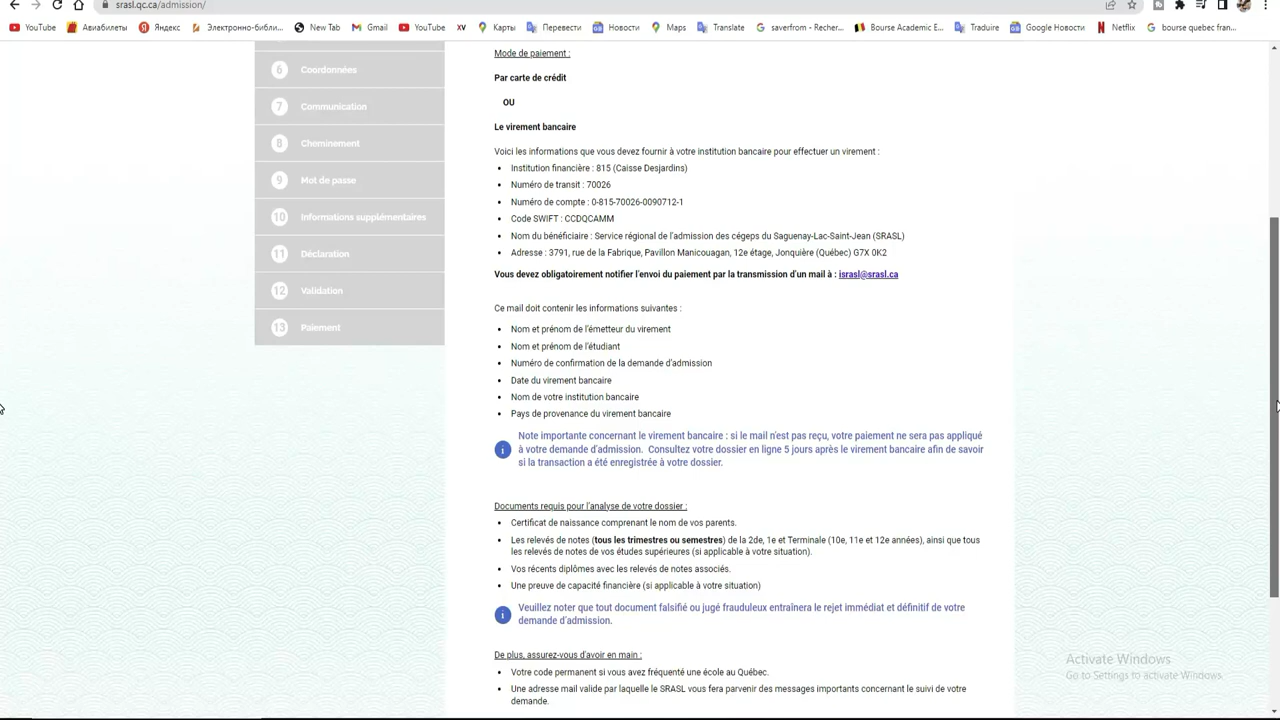 srasl.qc.ca/admission/
YouTube
Авиабилеты
Яндекс
Электронно-библи...
New Tab
Gmail
YouTube
XV
Карты
Перевести
Новости
Maps
Translate
saverfrom - Recher...
Bourse Academic E...
Traduire
Google Новости
Netflix
bourse quebec fran...
6 Coordonnées
7 Communication
8 Cheminement
9 Mot de passe
10 Informations supplémentaires
11 Déclaration
12 Validation
13 Paiement
Mode de paiement :
Par carte de crédit
OU
Le virement bancaire
Voici les informations que vous devez fournir à votre institution bancaire pour effectuer un virement :
• Institution financière : 815 (Caisse Desjardins)
• Numéro de transit : 70026
• Numéro de compte : 0-815-70026-0090712-1
• Code SWIFT : CCDQCAMM
• Nom du bénéficiaire : Service régional de l'admission des cégeps du Saguenay-Lac-Saint-Jean (SRASL)
• Adresse : 3791, rue de la Fabrique, Pavillon Manicouagan, 12e étage, Jonquière (Québec) G7X 0K2
Vous devez obligatoirement notifier l'envoi du paiement par la transmission d'un mail à : israsl@srasl.ca
Ce mail doit contenir les informations suivantes :
• Nom et prénom de l'émetteur du virement
• Nom et prénom de l'étudiant
• Numéro de confirmation de la demande d'admission
• Date du virement bancaire
• Nom de votre institution bancaire
• Pays de provenance du virement bancaire
Note importante concernant le virement bancaire : si le mail n'est pas reçu, votre paiement ne sera pas appliqué
à votre demande d'admission. Consultez votre dossier en ligne 5 jours après le virement bancaire afin de savoir
si la transaction a été enregistrée à votre dossier.
Documents requis pour l'analyse de votre dossier :
• Certificat de naissance comprenant le nom de vos parents.
• Les relevés de notes (tous les trimestres ou semestres) de la 2de, 1e et Terminale (10e, 11e et 12e années), ainsi que tous
les relevés de notes de vos études supérieures (si applicable à votre situation).
• Vos récents diplômes avec les relevés de notes associés.
• Une preuve de capacité financière (si applicable à votre situation)
Veuillez noter que tout document falsifié ou jugé frauduleux entraînera le rejet immédiat et définitif de votre
demande d'admission.
De plus, assurez-vous d'avoir en main :
• Votre code permanent si vous avez fréquenté une école au Québec.
• Une adresse mail valide par laquelle le SRASL vous fera parvenir des messages importants concernant le suivi de votre
demande.
Activate Windows
Go to Settings to activate Windows.